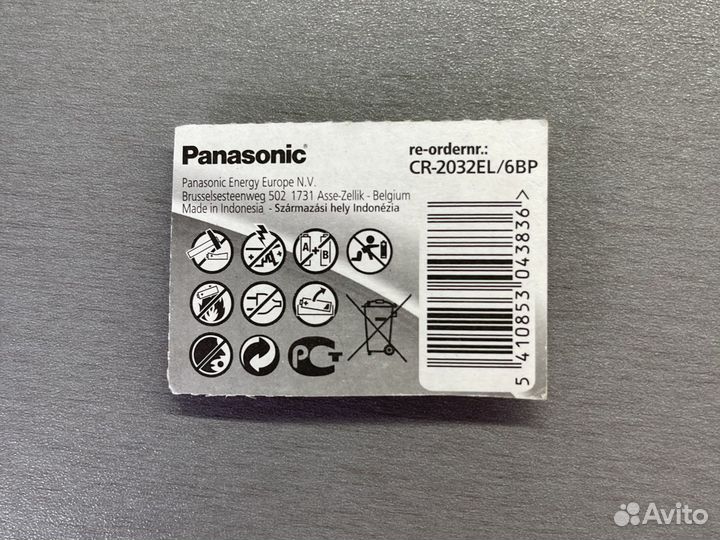 Panasonic
Panasonic Energy Europe N.V.
Brusselsesteenweg 502 1731 Asse-Zellik - Belgium
Made in Indonesia - Származási hely Indonézia
re-ordernr.:
CR-2032EL/6BP
A + B
РСТ
5 410853 043836 >
Avito